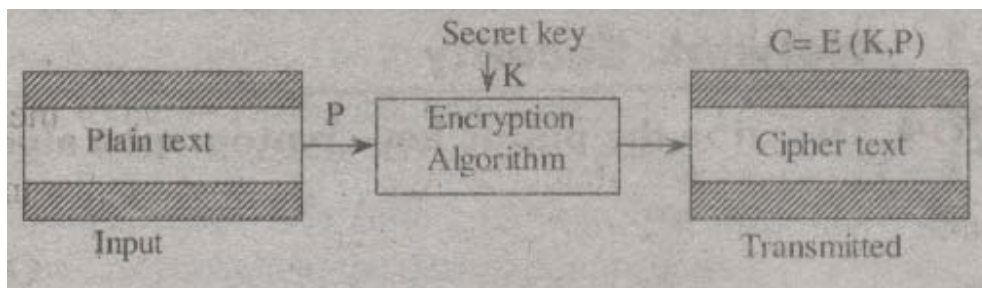 Secret key
C= E (K,P)
K
P
Plain text
Encryption
Algorithm
Cipher text
Input
Transmitted